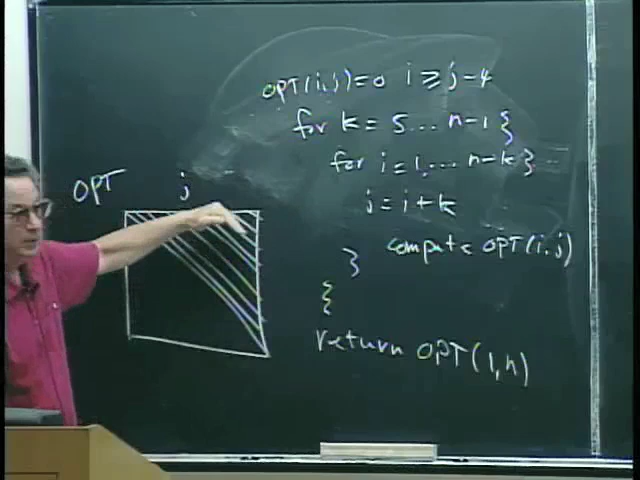 OPT(i,j)=0 i ≥ j-4
for k = 5 ... n-1 }
for i = 1, ... n-k } ...
j = i + k
compute OPT(i,j)
}
{
return OPT(1,n)
OPT
j